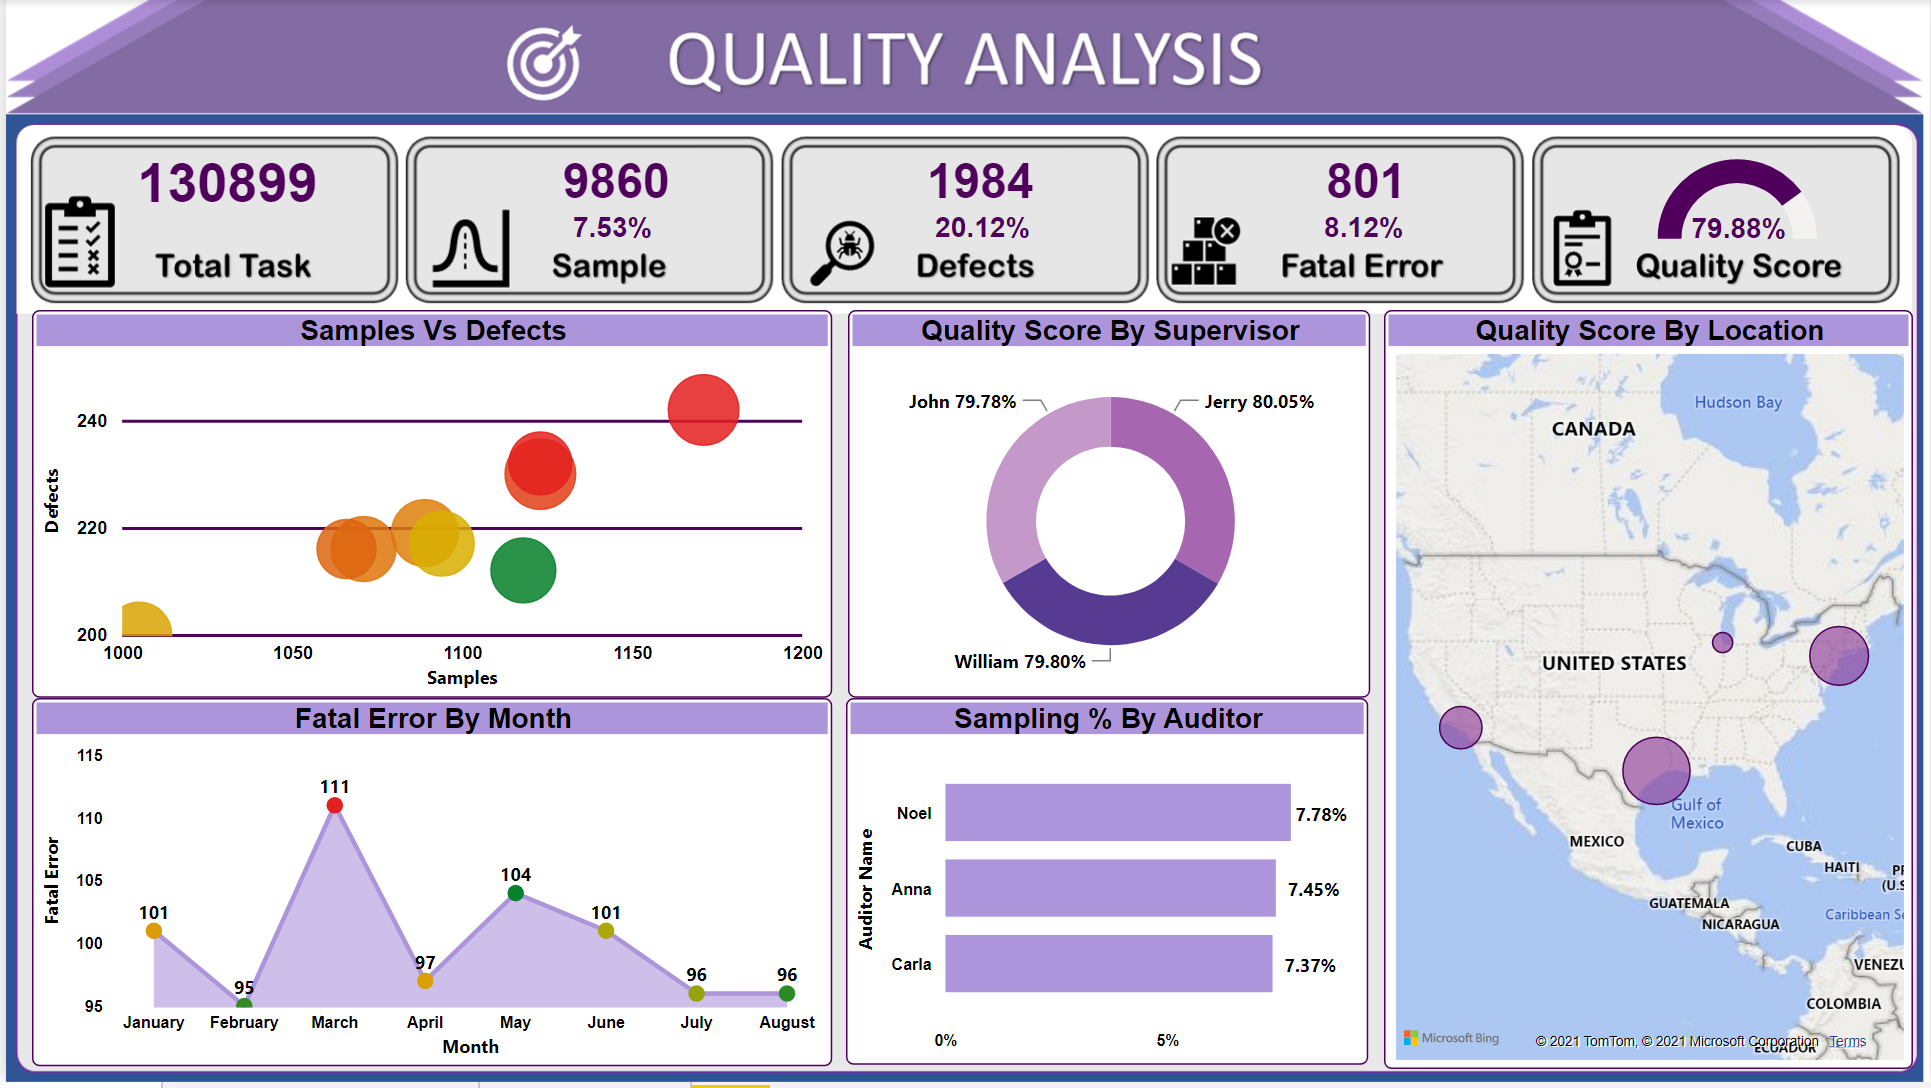 QUALITY ANALYSIS
130899
Total Task
9860
7.53%
Sample
1984
20.12%
Defects
801
8.12%
Fatal Error
79.88%
Quality Score
Samples Vs Defects
240
220
200
Defects
1000 1050 1100 1150 1200
Samples
Quality Score By Supervisor
John 79.78%
Jerry 80.05%
William 79.80%
Quality Score By Location
Hudson Bay
CANADA
UNITED STATES
Gulf of
Mexico
MEXICO
CUBA
HAITI
PR
(U.S
GUATEMALA
Caribbean Se
NICARAGUA
VENEZU
COLOMBIA
ECUADOR
Microsoft Bing
© 2021 TomTom, © 2021 Microsoft Corporation Terms
Fatal Error By Month
115
110
105
100
95
Fatal Error
101
95
111
97
104
101
96
96
January February March April May June July August
Month
Sampling % By Auditor
Auditor Name
Noel 7.78%
Anna 7.45%
Carla 7.37%
0% 5%